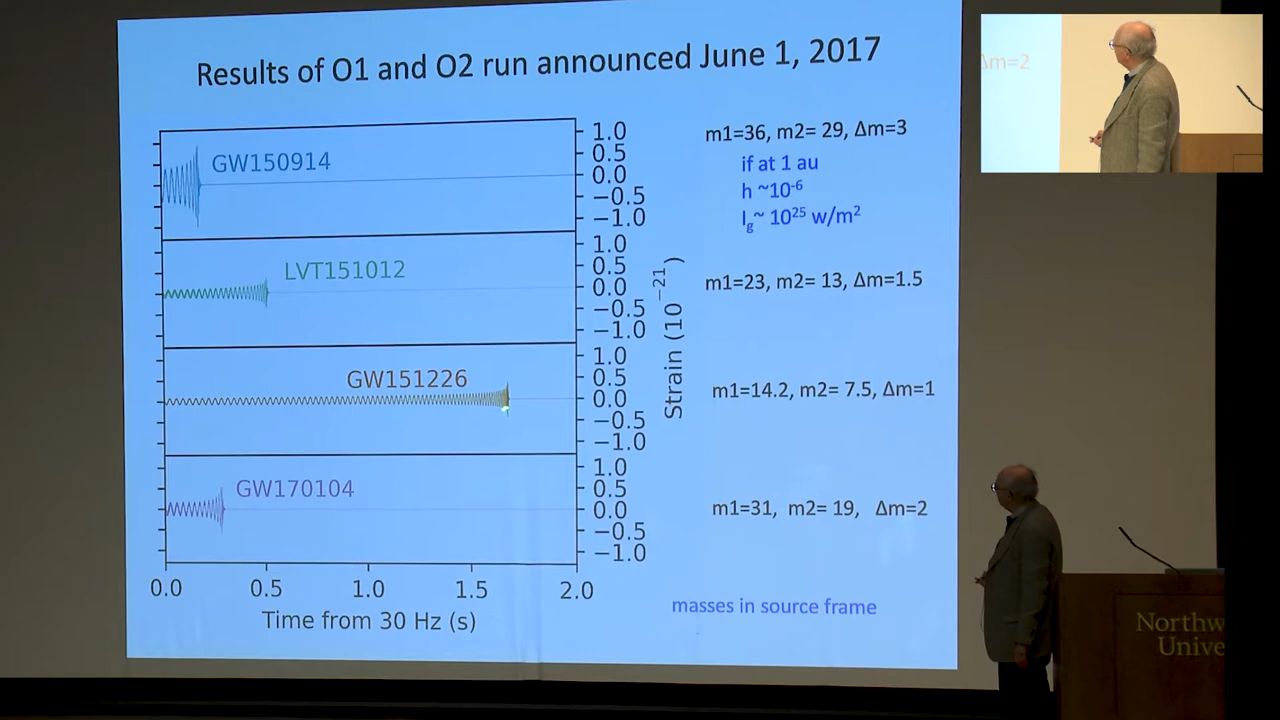 Results of O1 and O2 run announced June 1, 2017
GW150914
1.0
0.5
0.0
−0.5
−1.0
m1=36, m2= 29, Δm=3
if at 1 au
h ~10⁻⁶
I_g~ 10²⁵ w/m²
LVT151012
1.0
0.5
0.0
−0.5
−1.0
m1=23, m2= 13, Δm=1.5
GW151226
1.0
0.5
0.0
−0.5
−1.0
m1=14.2, m2= 7.5, Δm=1
GW170104
1.0
0.5
0.0
−0.5
−1.0
m1=31, m2= 19, Δm=2
Strain (10⁻²¹)
0.0 0.5 1.0 1.5 2.0
Time from 30 Hz (s)
masses in source frame
Δm=2
Northw
Unive